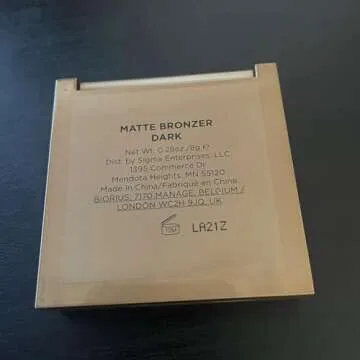 MATTE BRONZER
DARK
Net Wt. 0.28oz/8g ℮
Dist. by Sigma Enterprises, LLC
1395 Commerce Dr
Mendota Heights, MN 55120
Made in China/Fabriqué en Chine
BIORIUS, 7170 MANAGE, BELGIUM /
LONDON WC2H 9JQ, UK
LA21Z